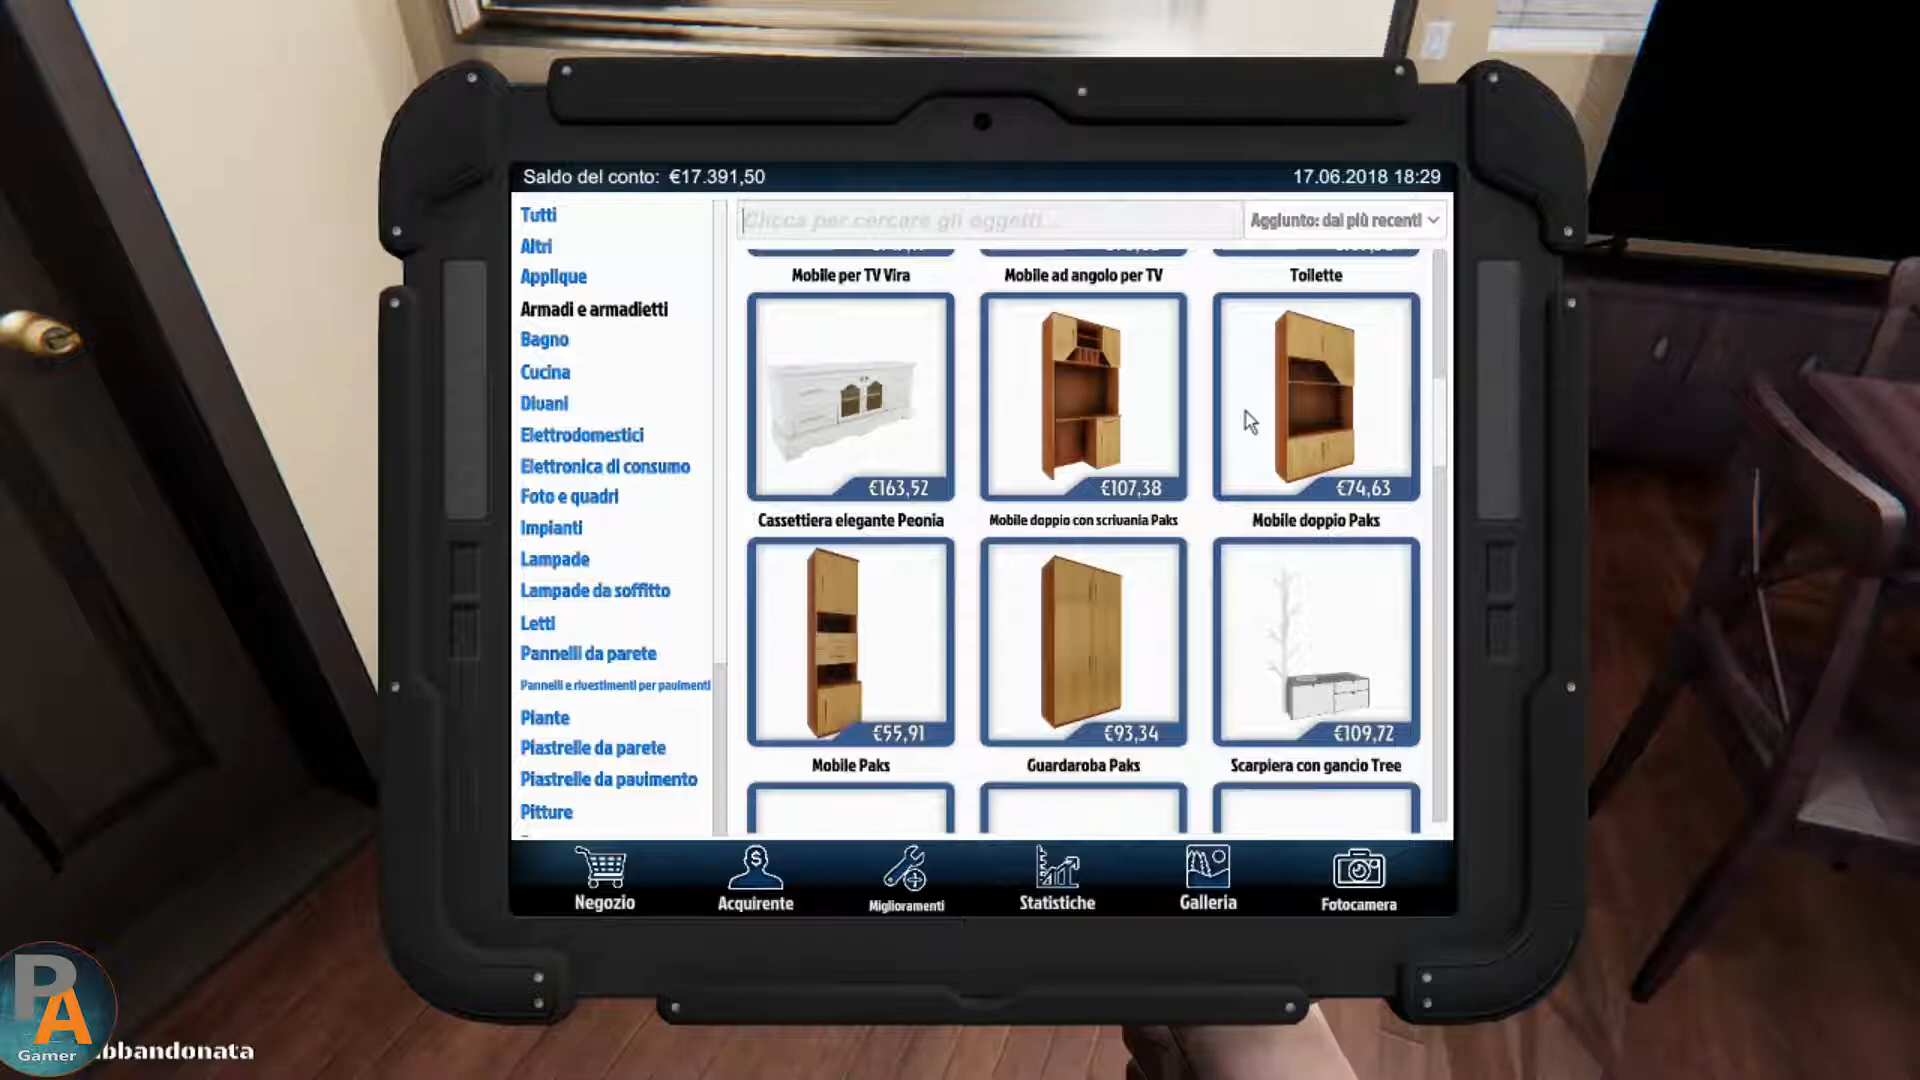 Saldo del conto: €17.391,50
17.06.2018 18:29
Tutti
Altri
Applique
Armadi e armadietti
Bagno
Cucina
Divani
Elettrodomestici
Elettronica di consumo
Foto e quadri
Impianti
Lampade
Lampade da soffitto
Letti
Pannelli da parete
Pannelli e rivestimenti per pavimenti
Piante
Piastrelle da parete
Piastrelle da pavimento
Pitture
Clicca per cercare gli oggetti...
Aggiunto: dai più recenti
Mobile per TV Vira
Mobile ad angolo per TV
Toilette
€163,52
€107,38
€74,63
Cassettiera elegante Peonia
Mobile doppio con scrivania Paks
Mobile doppio Paks
€55,91
€93,34
€109,72
Mobile Paks
Guardaroba Paks
Scarpiera con gancio Tree
Negozio
Acquirente
Miglioramenti
Statistiche
Galleria
Fotocamera
PA
Gamer
bbandonata